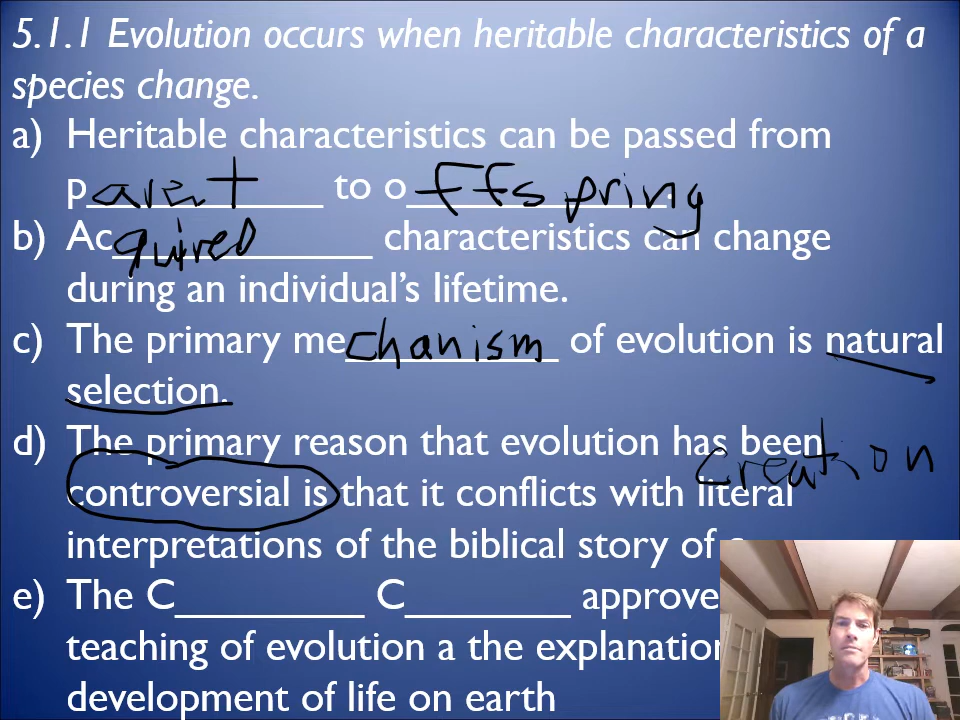 5.1.1 Evolution occurs when heritable characteristics of a
species change.
a) Heritable characteristics can be passed from
parent to offspring.
b) Acquired characteristics can change
during an individual's lifetime.
c) The primary mechanism of evolution is natural
selection.
d) The primary reason that evolution has been
creation
controversial is that it conflicts with literal
interpretations of the biblical story of
e) The C_________ C________ approve
teaching of evolution a the explanation
development of life on earth